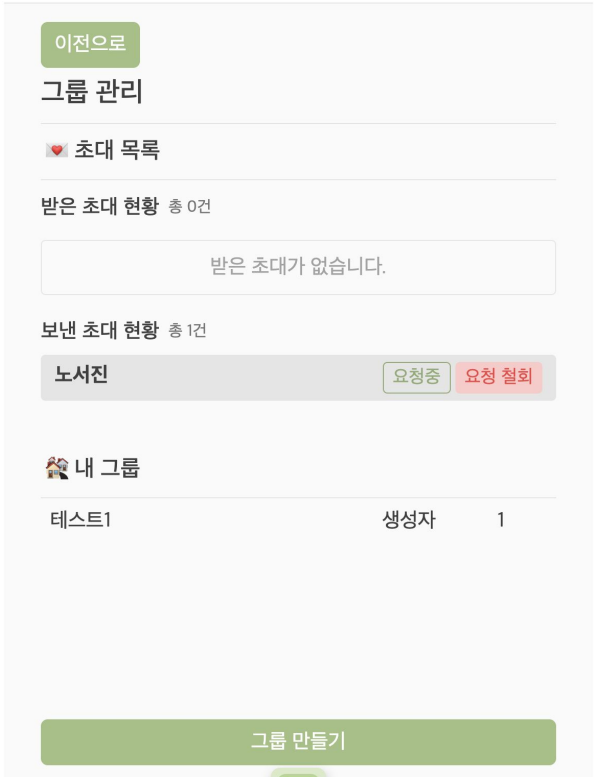 이전으로
그룹 관리
💌 초대 목록
받은 초대 현황 총 0건
받은 초대가 없습니다.
보낸 초대 현황 총 1건
노서진 요청중 요청 철회
🏘 내 그룹
테스트1 생성자 1
그룹 만들기